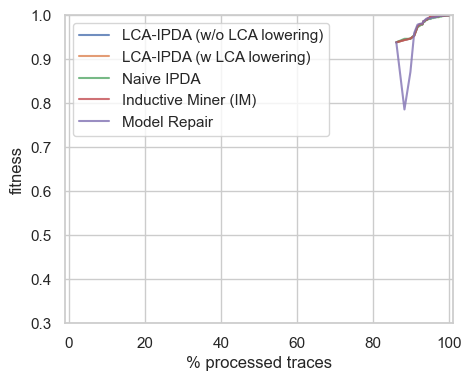 1.0
0.9
0.8
0.7
0.6
0.5
0.4
0.3
fitness
LCA-IPDA (w/o LCA lowering)
LCA-IPDA (w LCA lowering)
Naive IPDA
Inductive Miner (IM)
Model Repair
0 20 40 60 80 100
% processed traces